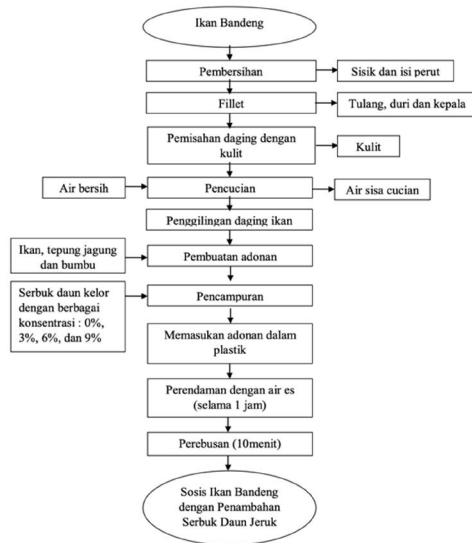 Ikan Bandeng
Pembersihan
Sisik dan isi perut
Fillet
Tulang, duri dan kepala
Pemisahan daging dengan
kulit
Kulit
Air bersih
Pencucian
Air sisa cucian
Penggilingan daging ikan
Ikan, tepung jagung
dan bumbu
Pembuatan adonan
Serbuk daun kelor
dengan berbagai
konsentrasi : 0%,
3%, 6%, dan 9%
Pencampuran
Memasukan adonan dalam
plastik
Perendaman dengan air es
(selama 1 jam)
Perebusan (10menit)
Sosis Ikan Bandeng
dengan Penambahan
Serbuk Daun Jeruk